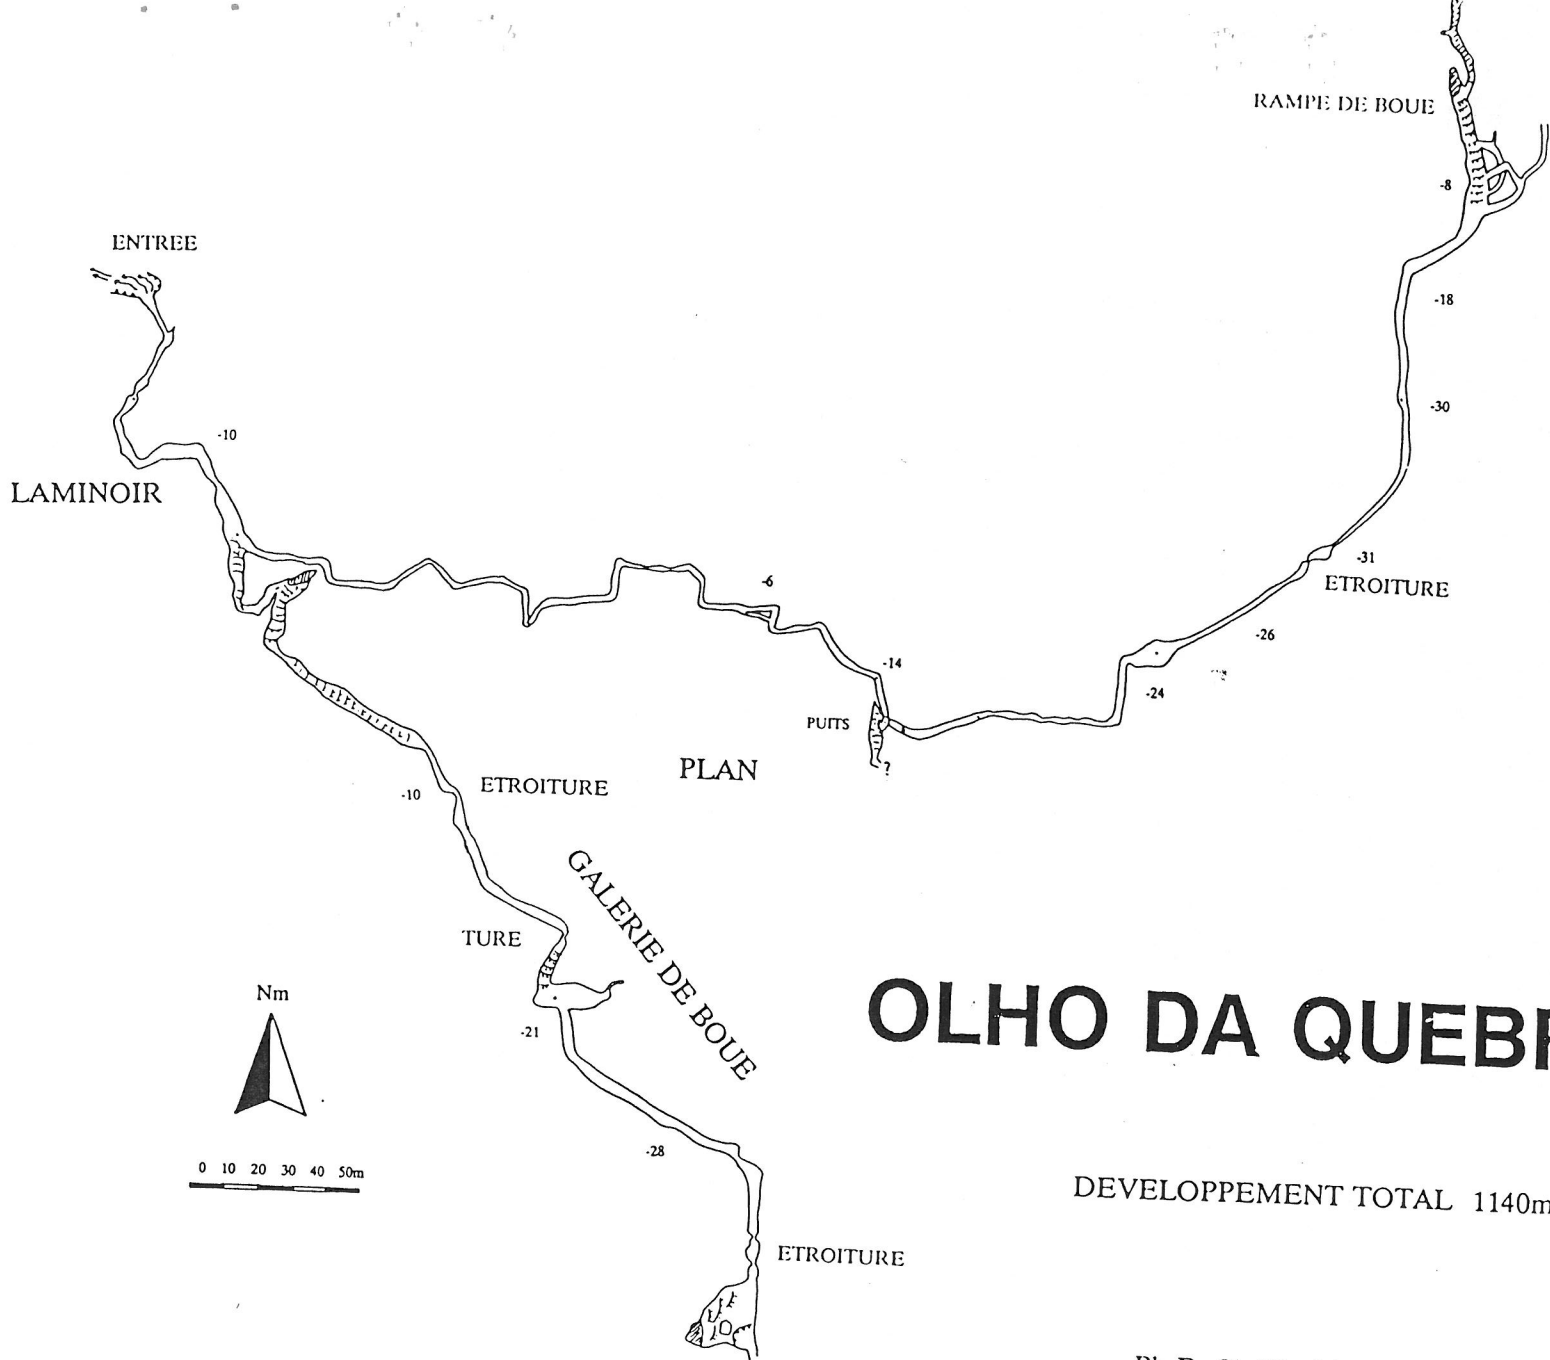 RAMPE DE BOUE
-8
ENTREE
-18
-30
-10
LAMINOIR
-31
ETROITURE
-6
-26
-14
-24
PUITS
?
PLAN
ETROITURE
-10
GALERIE DE BOUE
TURE
Nm
-21
OLHO DA
-28
0 10 20 30 40 50m
DEVELOPPEMENT TOTAL 1140m
ETROITURE